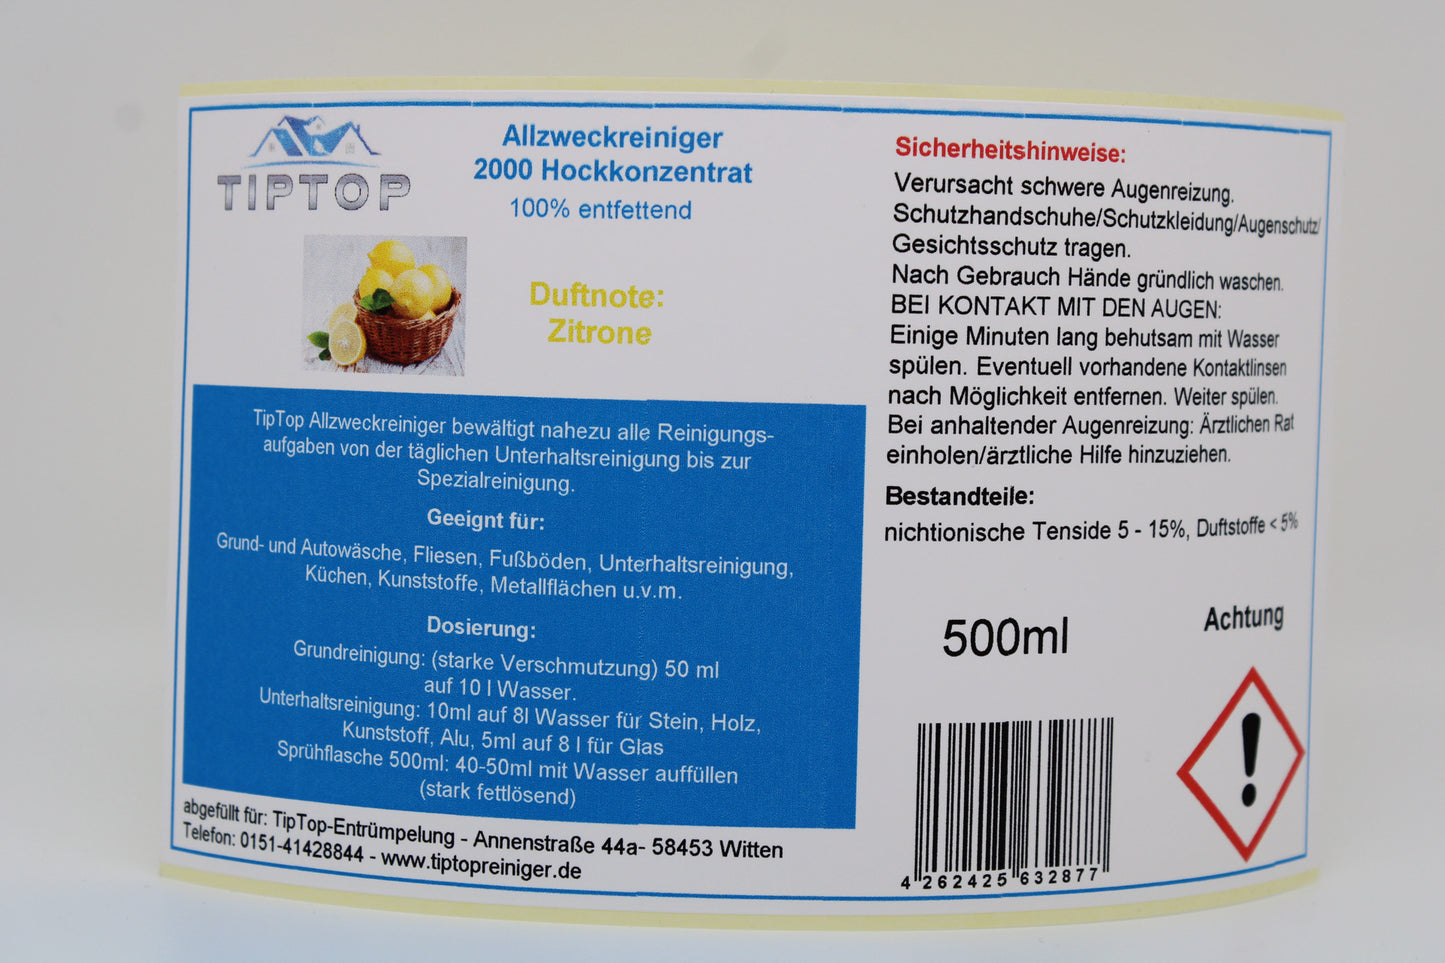 TIPTOP
Allzweckreiniger
2000 Hockkonzentrat
100% entfettend
Duftnote:
Zitrone
TipTop Allzweckreiniger bewältigt nahezu alle Reinigungs-
aufgaben von der täglichen Unterhaltsreinigung bis zur
Spezialreinigung.
Geeignt für:
Grund- und Autowäsche, Fliesen, Fußböden, Unterhaltsreinigung,
Küchen, Kunststoffe, Metallflächen u.v.m.
Dosierung:
Grundreinigung: (starke Verschmutzung) 50 ml
auf 10 l Wasser.
Unterhaltsreinigung: 10ml auf 8l Wasser für Stein, Holz,
Kunststoff, Alu, 5ml auf 8 l für Glas
Sprühflasche 500ml: 40-50ml mit Wasser auffüllen
(stark fettlösend)
abgefüllt für: TipTop-Entrümpelung - Annenstraße 44a- 58453 Witten
Telefon: 0151-41428844 - www.tiptopreiniger.de
Sicherheitshinweise:
Verursacht schwere Augenreizung.
Schutzhandschuhe/Schutzkleidung/Augenschutz/
Gesichtsschutz tragen.
Nach Gebrauch Hände gründlich waschen.
BEI KONTAKT MIT DEN AUGEN:
Einige Minuten lang behutsam mit Wasser
spülen. Eventuell vorhandene Kontaktlinsen
nach Möglichkeit entfernen. Weiter spülen.
Bei anhaltender Augenreizung: Ärztlichen Rat
einholen/ärztliche Hilfe hinzuziehen.
Bestandteile:
nichtionische Tenside 5 - 15%, Duftstoffe < 5%
500ml
Achtung
4 262425 632877